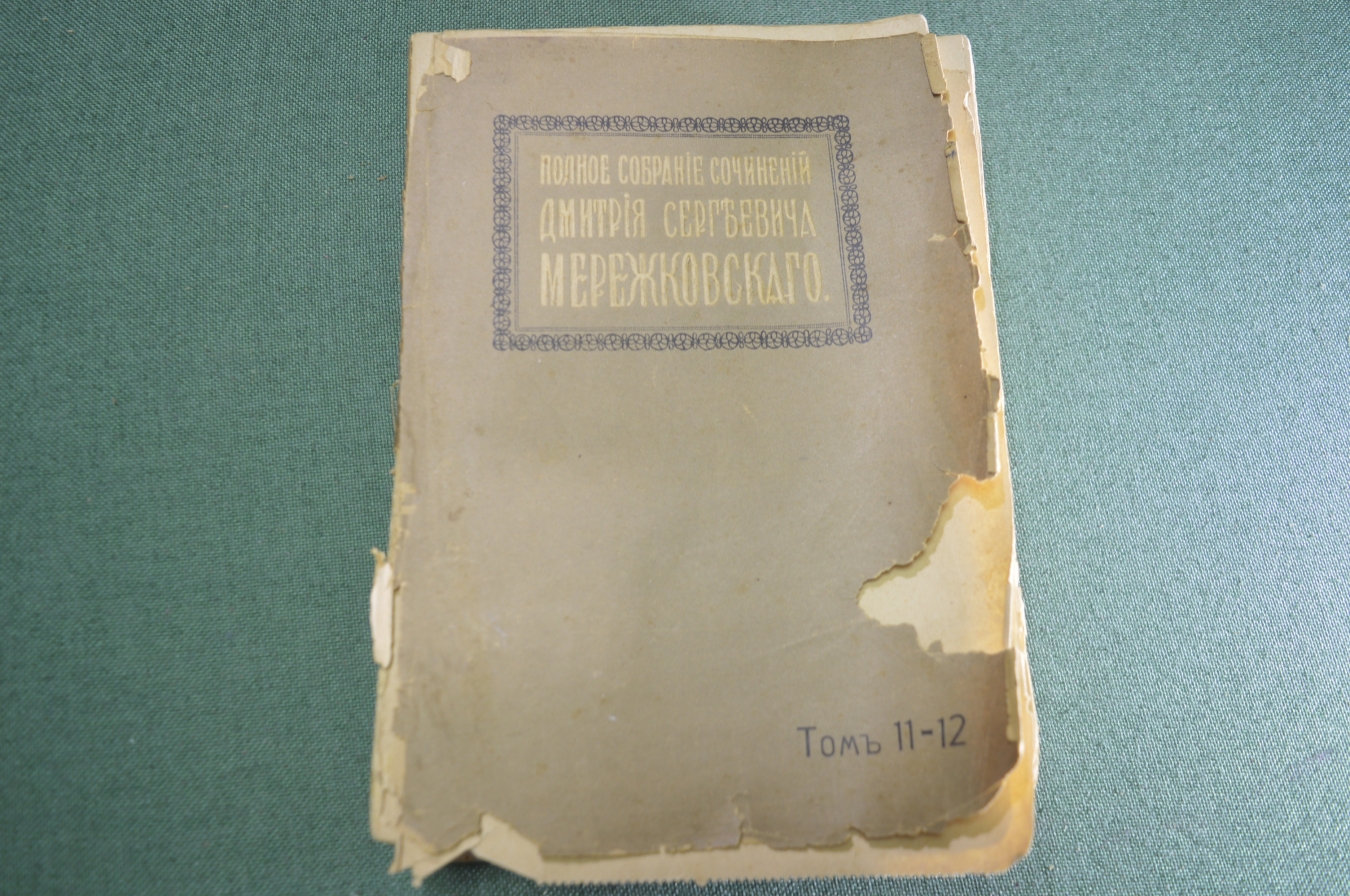 ПОЛНОЕ СОБРАНІЕ СОЧИНЕНІЙ
ДМИТРІЯ СЕРГѢЕВИЧА
МЕРЕЖКОВСКАГО.
Томъ 11-12